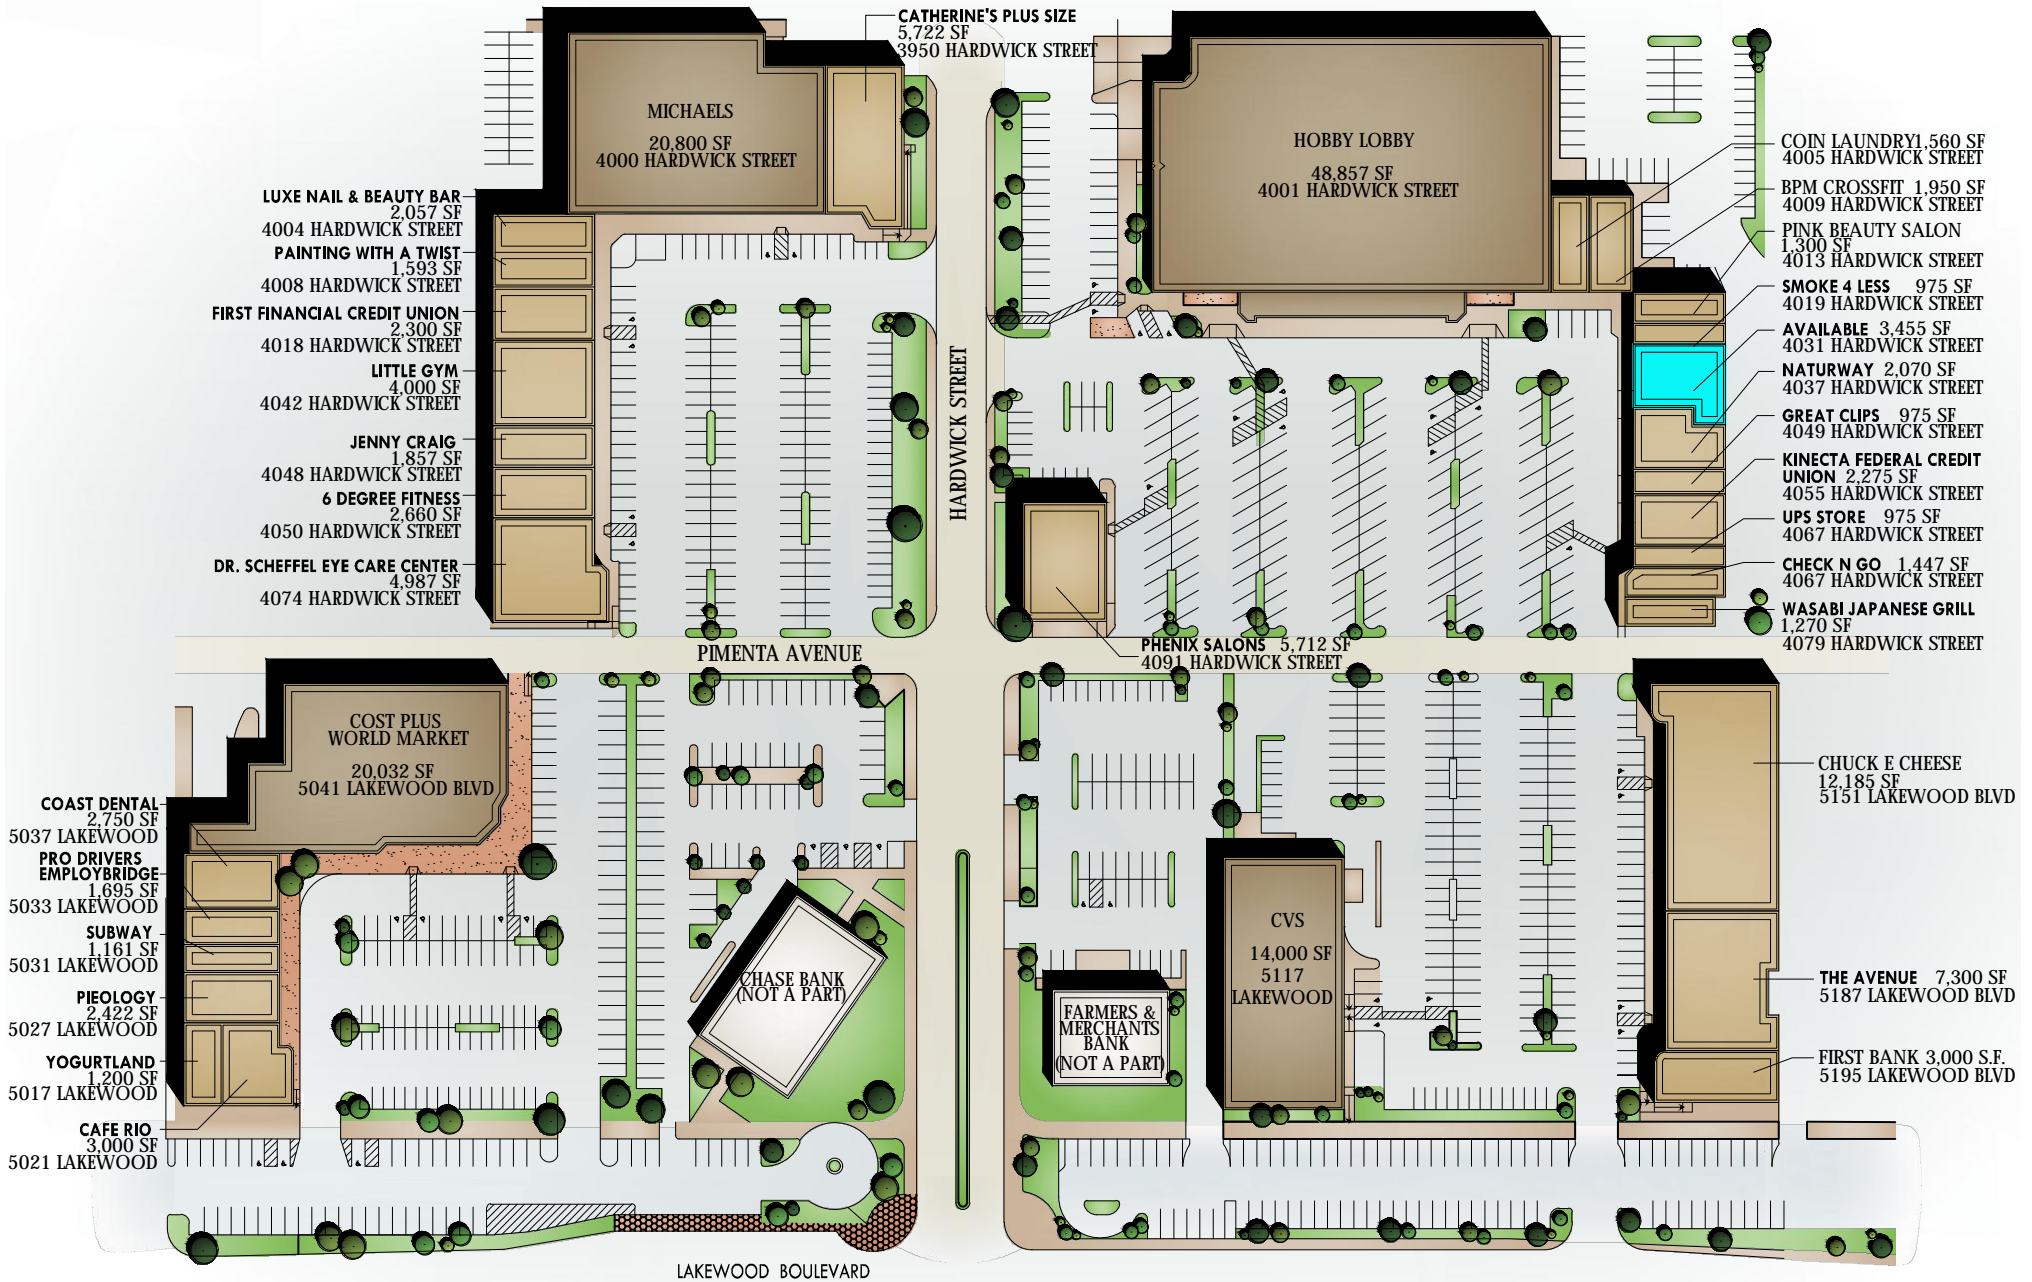 CATHERINE'S PLUS SIZE
5,722 SF
3950 HARDWICK STREET
MICHAELS
20,800 SF
4000 HARDWICK STREET
HOBBY LOBBY
48,857 SF
4001 HARDWICK STREET
LUXE NAIL & BEAUTY BAR
2,057 SF
4004 HARDWICK STREET
PAINTING WITH A TWIST
1,593 SF
4008 HARDWICK STREET
FIRST FINANCIAL CREDIT UNION
2,300 SF
4018 HARDWICK STREET
LITTLE GYM
4,000 SF
4042 HARDWICK STREET
JENNY CRAIG
1,857 SF
4048 HARDWICK STREET
6 DEGREE FITNESS
2,660 SF
4050 HARDWICK STREET
DR. SCHEFFEL EYE CARE CENTER
4,987 SF
4074 HARDWICK STREET
HARDWICK STREET
COIN LAUNDRY 1,560 SF
4005 HARDWICK STREET
BPM CROSSFIT 1,950 SF
4009 HARDWICK STREET
PINK BEAUTY SALON
1,300 SF
4013 HARDWICK STREET
SMOKE 4 LESS 975 SF
4019 HARDWICK STREET
AVAILABLE 3,455 SF
4031 HARDWICK STREET
NATURWAY 2,070 SF
4037 HARDWICK STREET
GREAT CLIPS 975 SF
4049 HARDWICK STREET
KINECTA FEDERAL CREDIT
UNION 2,275 SF
4055 HARDWICK STREET
UPS STORE 975 SF
4067 HARDWICK STREET
CHECK N GO 1,447 SF
4067 HARDWICK STREET
WASABI JAPANESE GRILL
1,270 SF
4079 HARDWICK STREET
PHENIX SALONS 5,712 SF
4091 HARDWICK STREET
PIMENTA AVENUE
COST PLUS
WORLD MARKET
20,032 SF
5041 LAKEWOOD BLVD
COAST DENTAL
2,750 SF
5037 LAKEWOOD
PRO DRIVERS
EMPLOYBRIDGE
1,695 SF
5033 LAKEWOOD
SUBWAY
1,161 SF
5031 LAKEWOOD
PIEOLOGY
2,422 SF
5027 LAKEWOOD
YOGURTLAND
1,200 SF
5017 LAKEWOOD
CAFE RIO
3,000 SF
5021 LAKEWOOD
CHASE BANK
(NOT A PART)
FARMERS &
MERCHANTS
BANK
(NOT A PART)
CVS
14,000 SF
5117
LAKEWOOD
CHUCK E CHEESE
12,185 SF
5151 LAKEWOOD BLVD
THE AVENUE 7,300 SF
5187 LAKEWOOD BLVD
FIRST BANK 3,000 S.F.
5195 LAKEWOOD BLVD
LAKEWOOD BOULEVARD